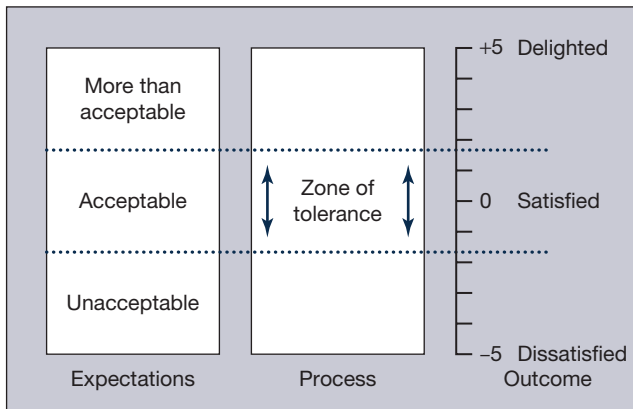 More than
acceptable
Acceptable
Unacceptable
Expectations
Zone of
tolerance
Process
+5 Delighted
0 Satisfied
–5 Dissatisfied
Outcome